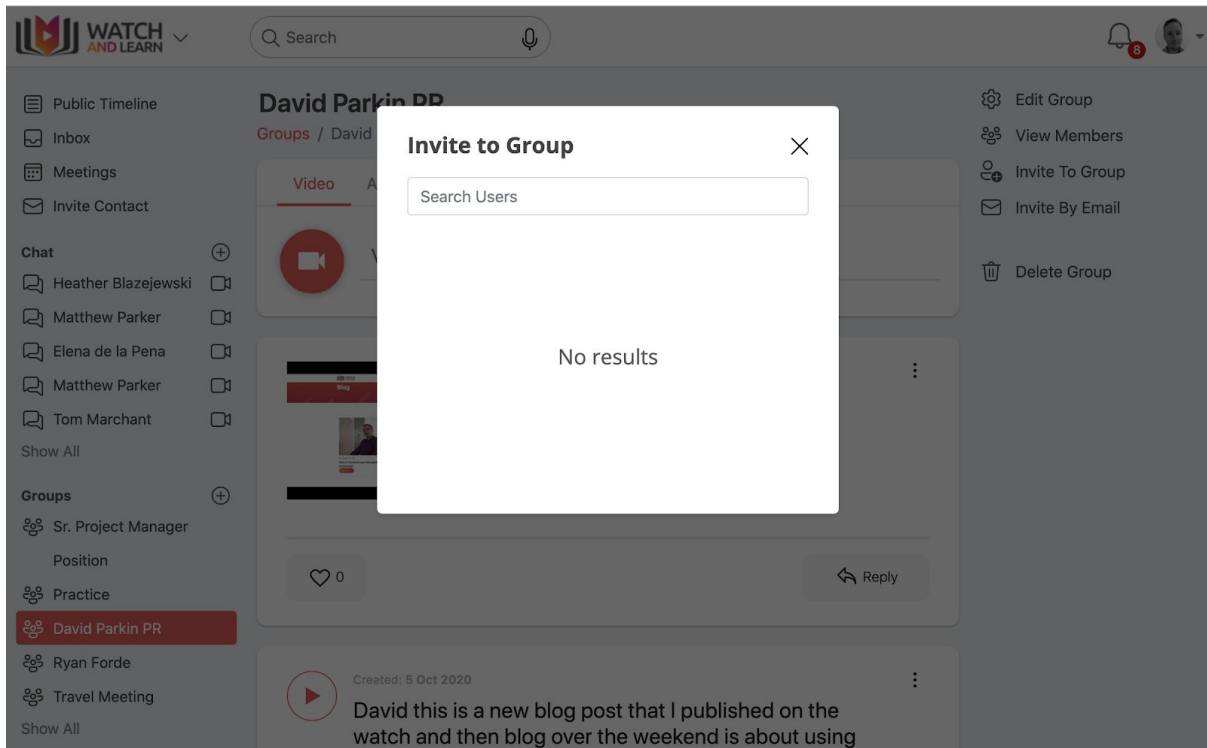 WATCH
AND LEARN
Search
8
Public Timeline
Inbox
Meetings
Invite Contact
Chat
Heather Blazejewski
Matthew Parker
Elena de la Pena
Matthew Parker
Tom Marchant
Show All
Groups
Sr. Project Manager
Position
Practice
David Parkin PR
Ryan Forde
Travel Meeting
Show All
David Parkin PR
Groups / David
Video A
Invite to Group
Search Users
No results
Blog
0
Reply
Created: 5 Oct 2020
David this is a new blog post that I published on the
watch and then blog over the weekend is about using
Edit Group
View Members
Invite To Group
Invite By Email
Delete Group